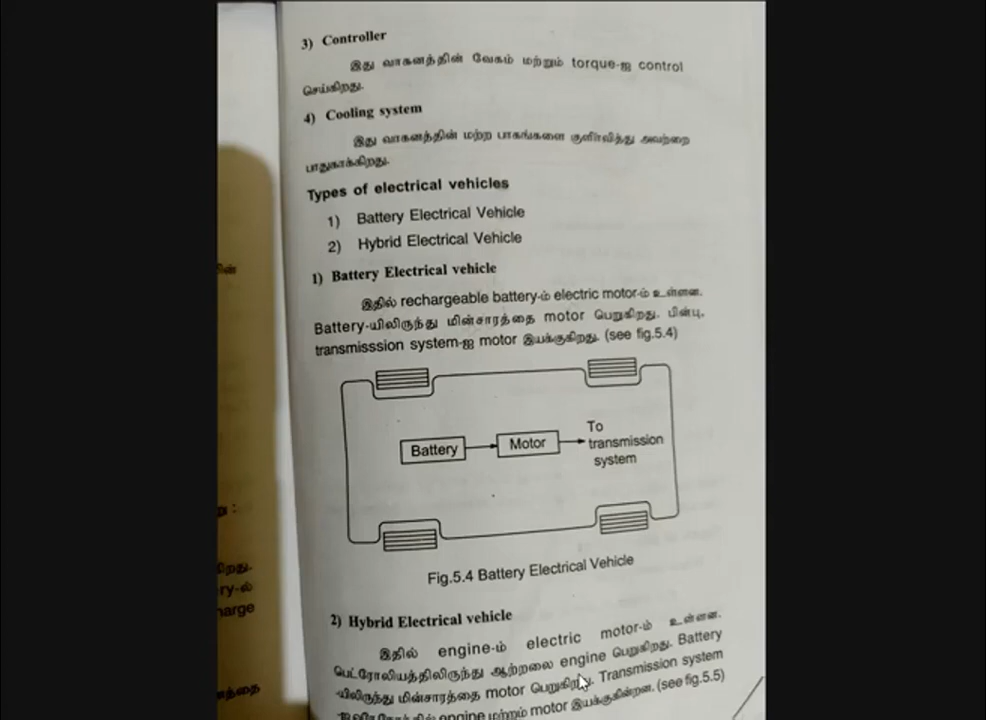 3) Controller
இது வாகனத்தின் வேகம் மற்றும் torque-ஐ control
செய்கிறது.
4) Cooling system
இது வாகனத்தின் மற்ற பாகங்களை குளிர்வித்து அவற்றை
பாதுகாக்கிறது.
Types of electrical vehicles
1) Battery Electrical Vehicle
2) Hybrid Electrical Vehicle
1) Battery Electrical vehicle
இதில் rechargeable battery-ம் electric motor-ம் உள்ளன.
Battery-யிலிருந்து மின்சாரத்தை motor பெறுகிறது. பின்பு,
transmisssion system-ஐ motor இயக்குகிறது. (see fig.5.4)
Battery
Motor
To
transmission
system
Fig.5.4 Battery Electrical Vehicle
2) Hybrid Electrical vehicle
இதில் engine-ம் electric motor-ம் உள்ளன.
பெட்ரோலியத்திலிருந்து ஆற்றலை engine பெறுகிறது. Battery
யிலிருந்து மின்சாரத்தை motor பெறுகிறது. Transmission system
engine மற்றும் motor இயக்குகின்றன. (see fig.5.5)
று :
கிறது.
ry-ல்
harge